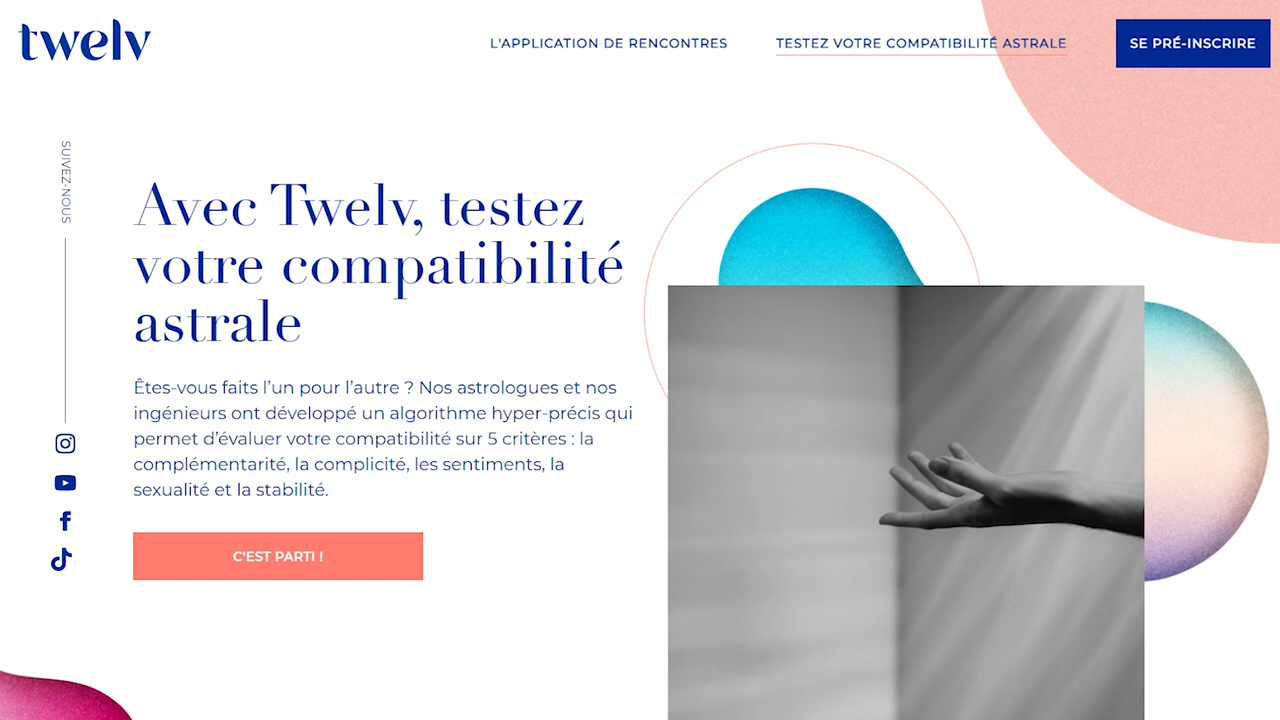 twelv
L'APPLICATION DE RENCONTRES
TESTEZ VOTRE COMPATIBILITÉ ASTRALE
SE PRÉ-INSCRIRE
SUIVEZ-NOUS
Avec Twelv, testez
votre compatibilité
astrale
Êtes-vous faits l’un pour l’autre ? Nos astrologues et nos
ingénieurs ont développé un algorithme hyper-précis qui
permet d’évaluer votre compatibilité sur 5 critères : la
complémentarité, la complicité, les sentiments, la
sexualité et la stabilité.
C'EST PARTI !